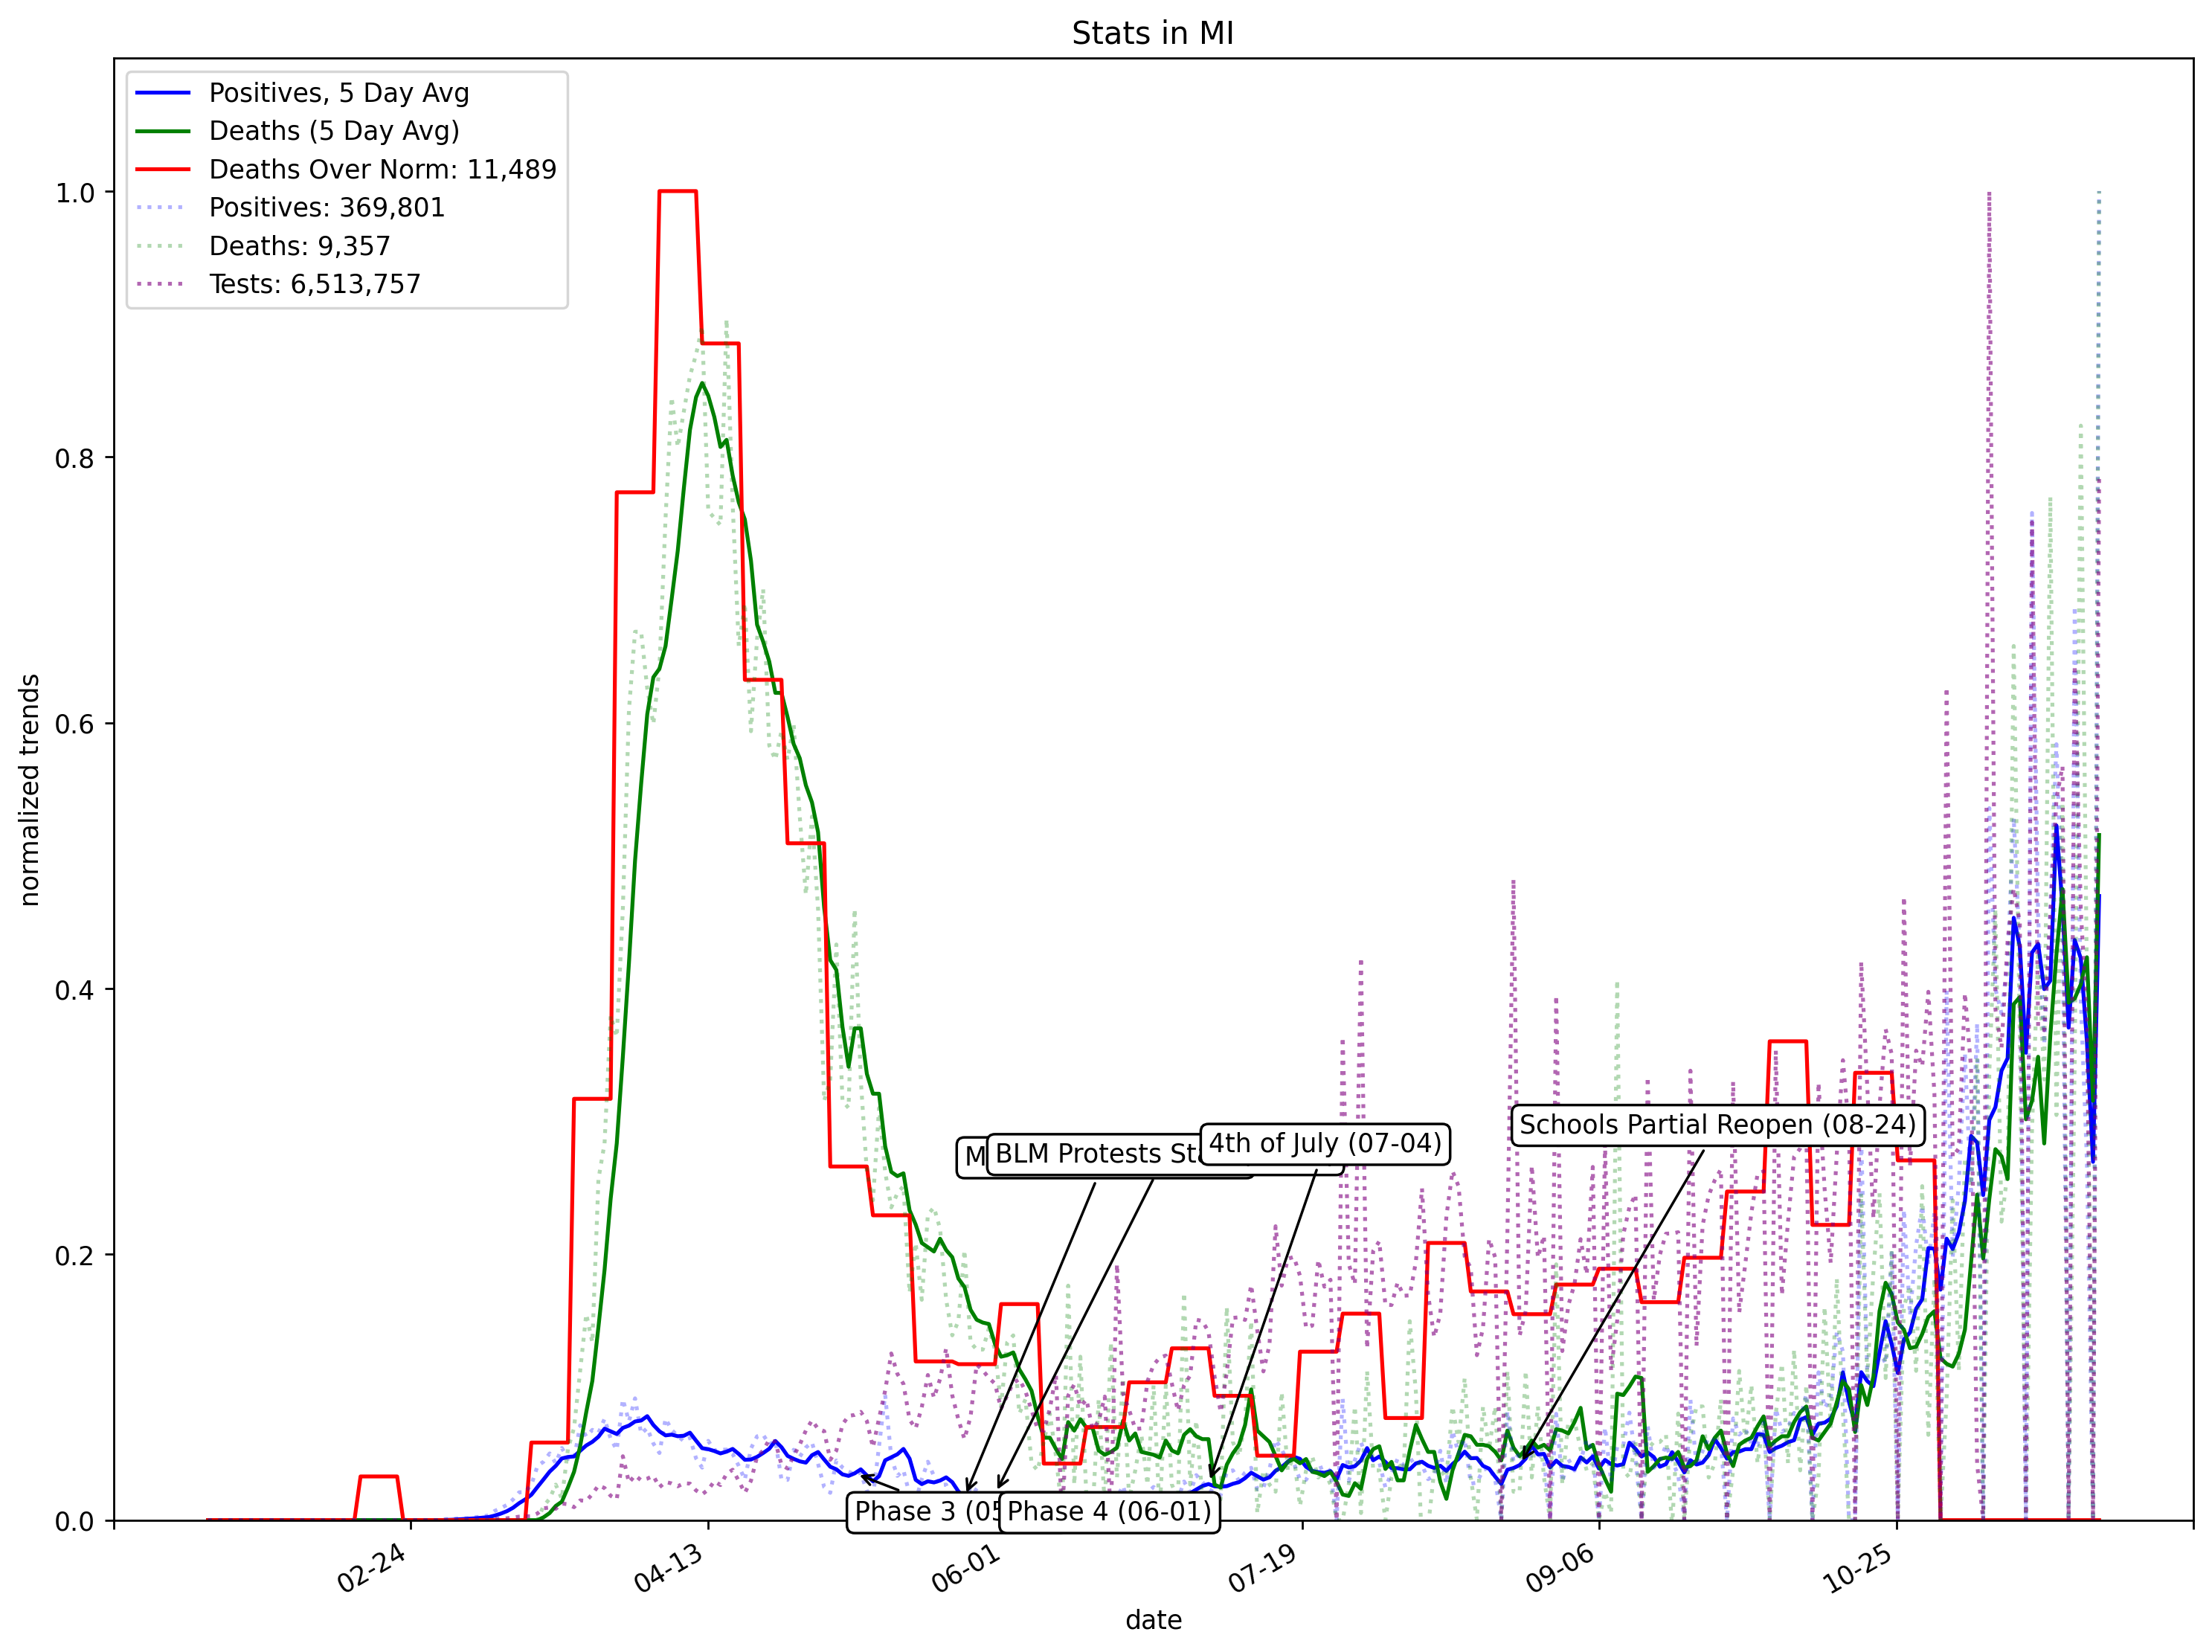 Stats in MI
Positives, 5 Day Avg
Deaths (5 Day Avg)
Deaths Over Norm: 11,489
Positives: 369,801
Deaths: 9,357
Tests: 6,513,757
normalized trends
1.0
0.8
0.6
0.4
0.2
0.0
M
BLM Protests
4th of July (07-04)
Schools Partial Reopen (08-24)
Phase 3
Phase 4 (06-01)
02-24
04-13
06-01
07-19
09-06
10-25
date